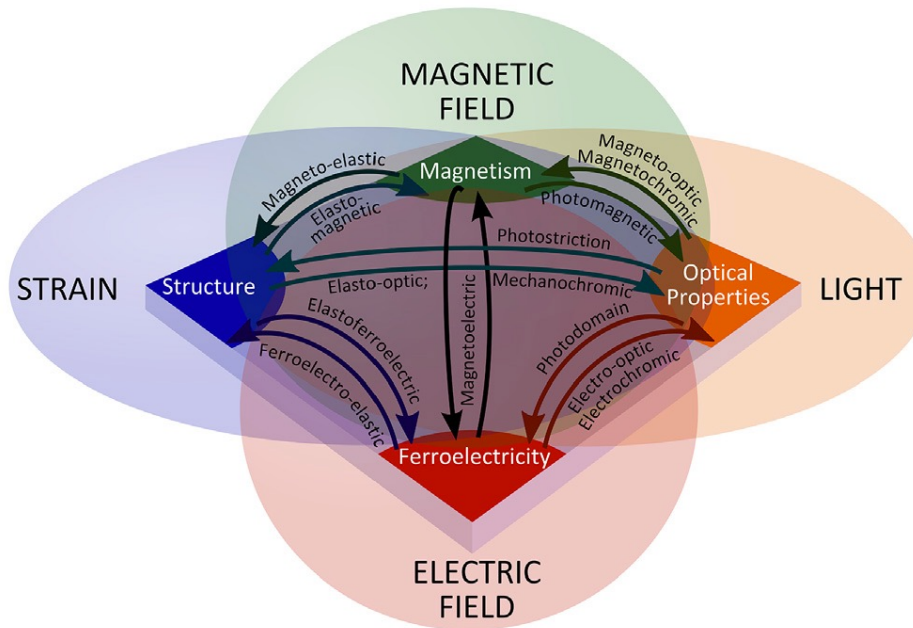 MAGNETIC
FIELD
Magneto-elastic
Magnetism
Magneto-optic
Magnetochromic
Elasto-
magnetic
Photomagnetic
Photostriction
STRAIN
Structure
Elasto-optic;
Mechanochromic
Optical
Properties
LIGHT
Elastoferroelectric
Ferroelectro-elastic
Magnetoelectric
Photodomain
Electro-optic
Electrochromic
Ferroelectricity
ELECTRIC
FIELD